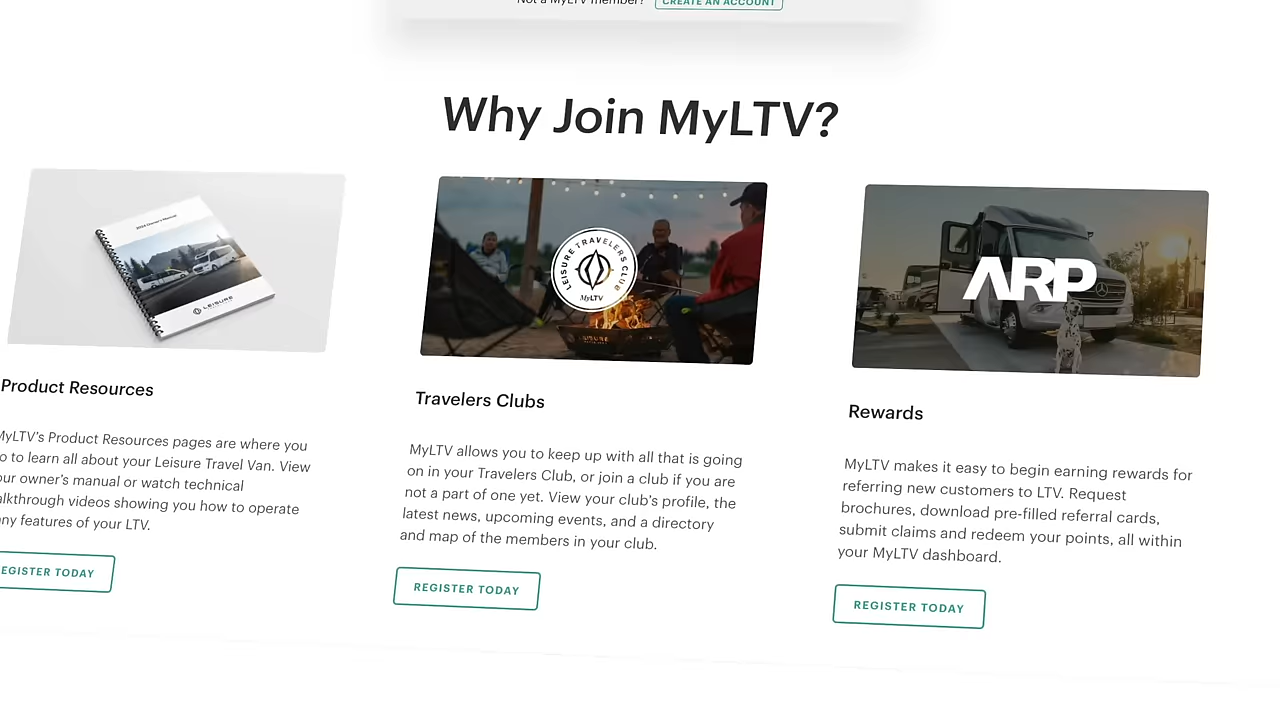 Not a MyLTV member? CREATE AN ACCOUNT
Why Join MyLTV?
2024 Owner's Manual
LEISURE
LEISURE TRAVELERS CLUB
MyLTV
LEISURE
ARP
Product Resources
MyLTV's Product Resources pages are where you
to learn all about your Leisure Travel Van. View
owner's manual or watch technical
videos showing you how to operate
features of your LTV.
REGISTER TODAY
Travelers Clubs
MyLTV allows you to keep up with all that is going
on in your Travelers Club, or join a club if you are
not a part of one yet. View your club's profile, the
latest news, upcoming events, and a directory
and map of the members in your club.
REGISTER TODAY
Rewards
MyLTV makes it easy to begin earning rewards for
referring new customers to LTV. Request
brochures, download pre-filled referral cards,
submit claims and redeem your points, all within
your MyLTV dashboard.
REGISTER TODAY